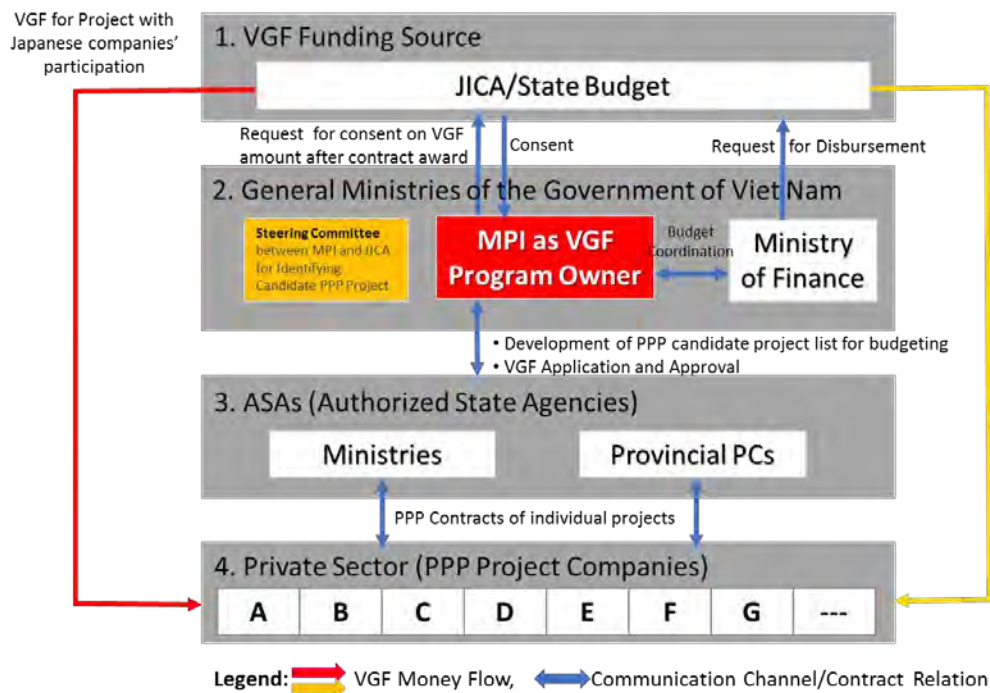 VGF for Project with
Japanese companies'
participation
1. VGF Funding Source
JICA/State Budget
Request for consent on VGF
amount after contract award
Consent
Request for Disbursement
2. General Ministries of the Government of Viet Nam
Steering Committee
between MPI and JICA
for Identifying
Candidate PPP Project
MPI as VGF
Program Owner
Budget
Coordination
Ministry
of Finance
• Development of PPP candidate project list for budgeting
• VGF Application and Approval
3. ASAs (Authorized State Agencies)
Ministries
Provincial PCs
PPP Contracts of individual projects
4. Private Sector (PPP Project Companies)
A B C D E F G ---
Legend: VGF Money Flow, Communication Channel/Contract Relation